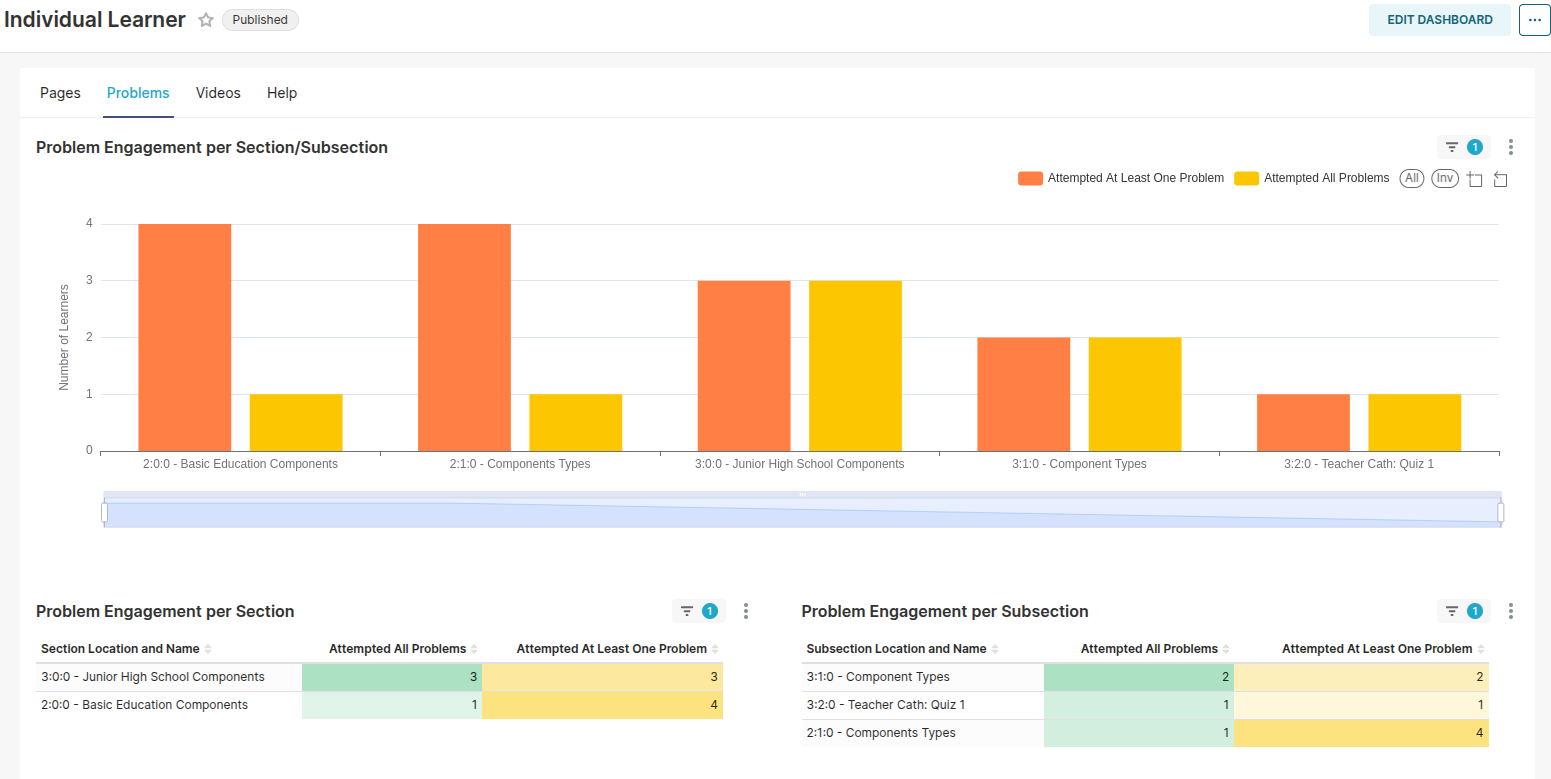 Individual Learner
Published
EDIT DASHBOARD
...
Pages Problems Videos Help
Problem Engagement per Section/Subsection
1
Attempted At Least One Problem Attempted All Problems All Inv
Number of Learners
4
3
2
1
0
2:0:0 - Basic Education Components 2:1:0 - Components Types 3:0:0 - Junior High School Components 3:1:0 - Component Types 3:2:0 - Teacher Cath: Quiz 1
Problem Engagement per Section
1
Section Location and Name Attempted All Problems Attempted At Least One Problem
3:0:0 - Junior High School Components 3 3
2:0:0 - Basic Education Components 1 4
Problem Engagement per Subsection
1
Subsection Location and Name Attempted All Problems Attempted At Least One Problem
3:1:0 - Component Types 2 2
3:2:0 - Teacher Cath: Quiz 1 1 1
2:1:0 - Components Types 1 4